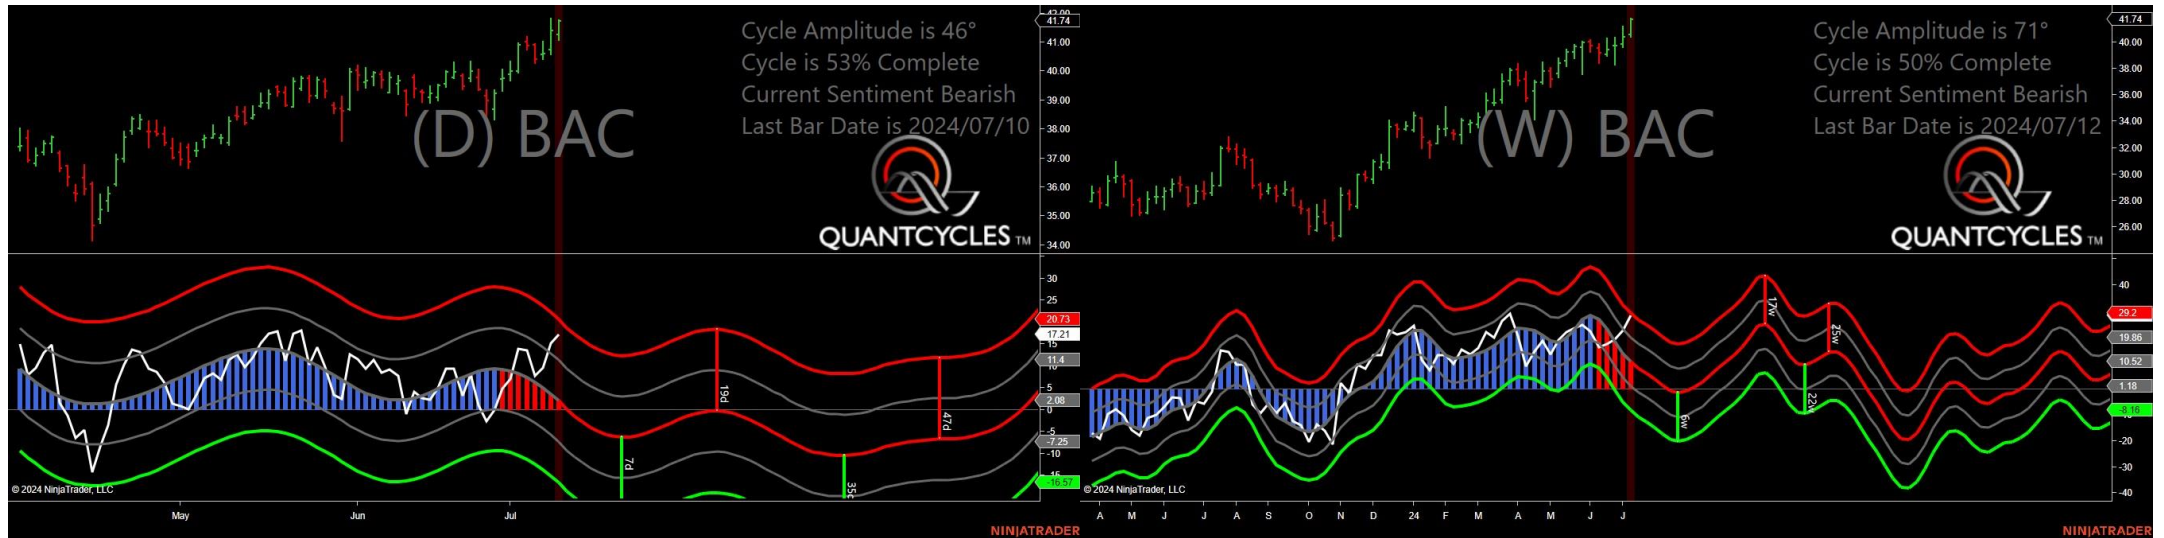 Cycle Amplitude is 46°
Cycle is 53% Complete
Current Sentiment Bearish
Last Bar Date is 2024/07/10
(D) BAC
QUANTCYCLES TM
42.00
41.74
41.00
40.00
39.00
38.00
37.00
36.00
35.00
34.00
30
25
20.73
17.21
15
11.4
5
2.08
0
-5
-7.25
-10
-16.57
7d
19d
47d
© 2024 NinjaTrader, LLC
May Jun Jul
NINJATRADER
Cycle Amplitude is 71°
Cycle is 50% Complete
Current Sentiment Bearish
Last Bar Date is 2024/07/12
(W) BAC
QUANTCYCLES TM
41.74
40.00
38.00
36.00
34.00
32.00
30.00
28.00
26.00
40
29.2
19.86
10.52
1.18
-8.16
-20
-30
-40
6w
17w
22w
25w
© 2024 NinjaTrader, LLC
A M J J A S O N D 24 F M A M J J
NINJATRADER